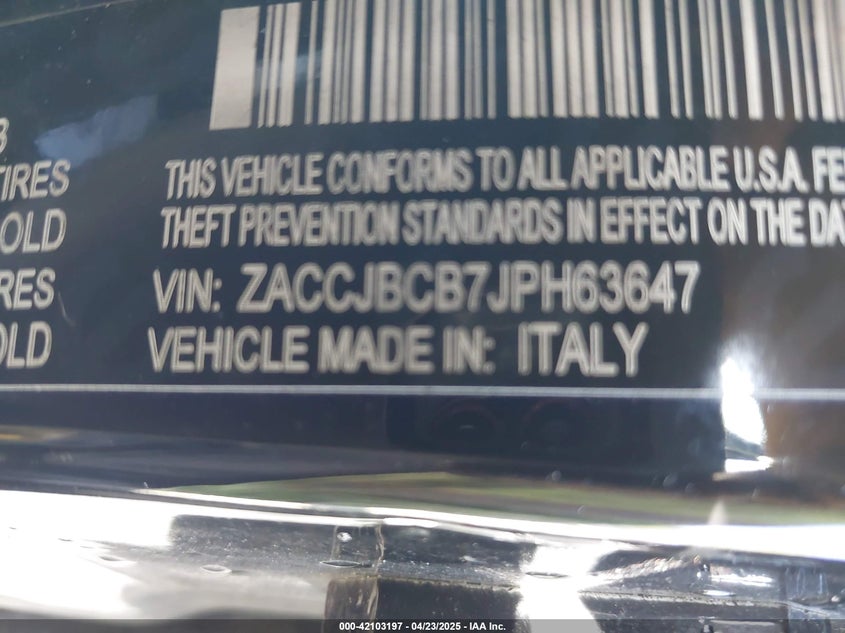 3
TIRES
THIS VEHICLE CONFORMS TO ALL APPLICABLE U.S.A. FE
OLD
THEFT PREVENTION STANDARDS IN EFFECT ON THE DA
RES
VIN: ZACCJBCB7JPH63647
OLD
VEHICLE MADE IN: ITALY
000-42103197 - 04/23/2025 - IAA Inc.